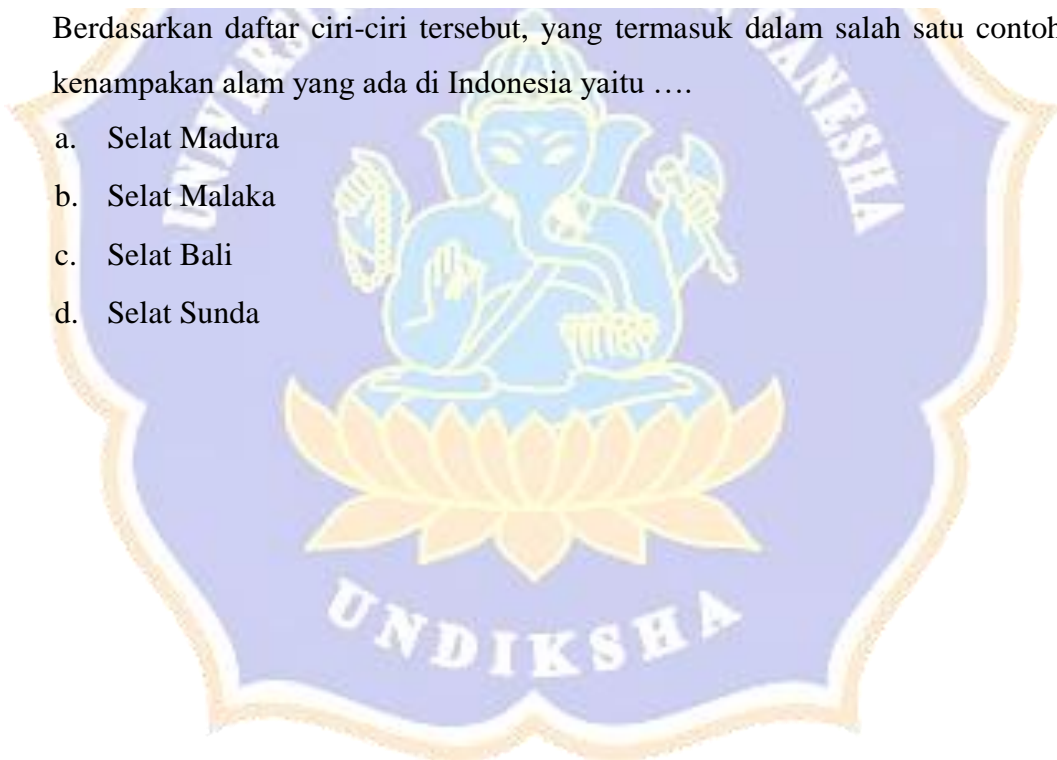 Berdasarkan daftar ciri-ciri tersebut, yang termasuk dalam salah satu contoh
kenampakan alam yang ada di Indonesia yaitu ….
a. Selat Madura
b. Selat Malaka
c. Selat Bali
d. Selat Sunda
UNDIKSHA